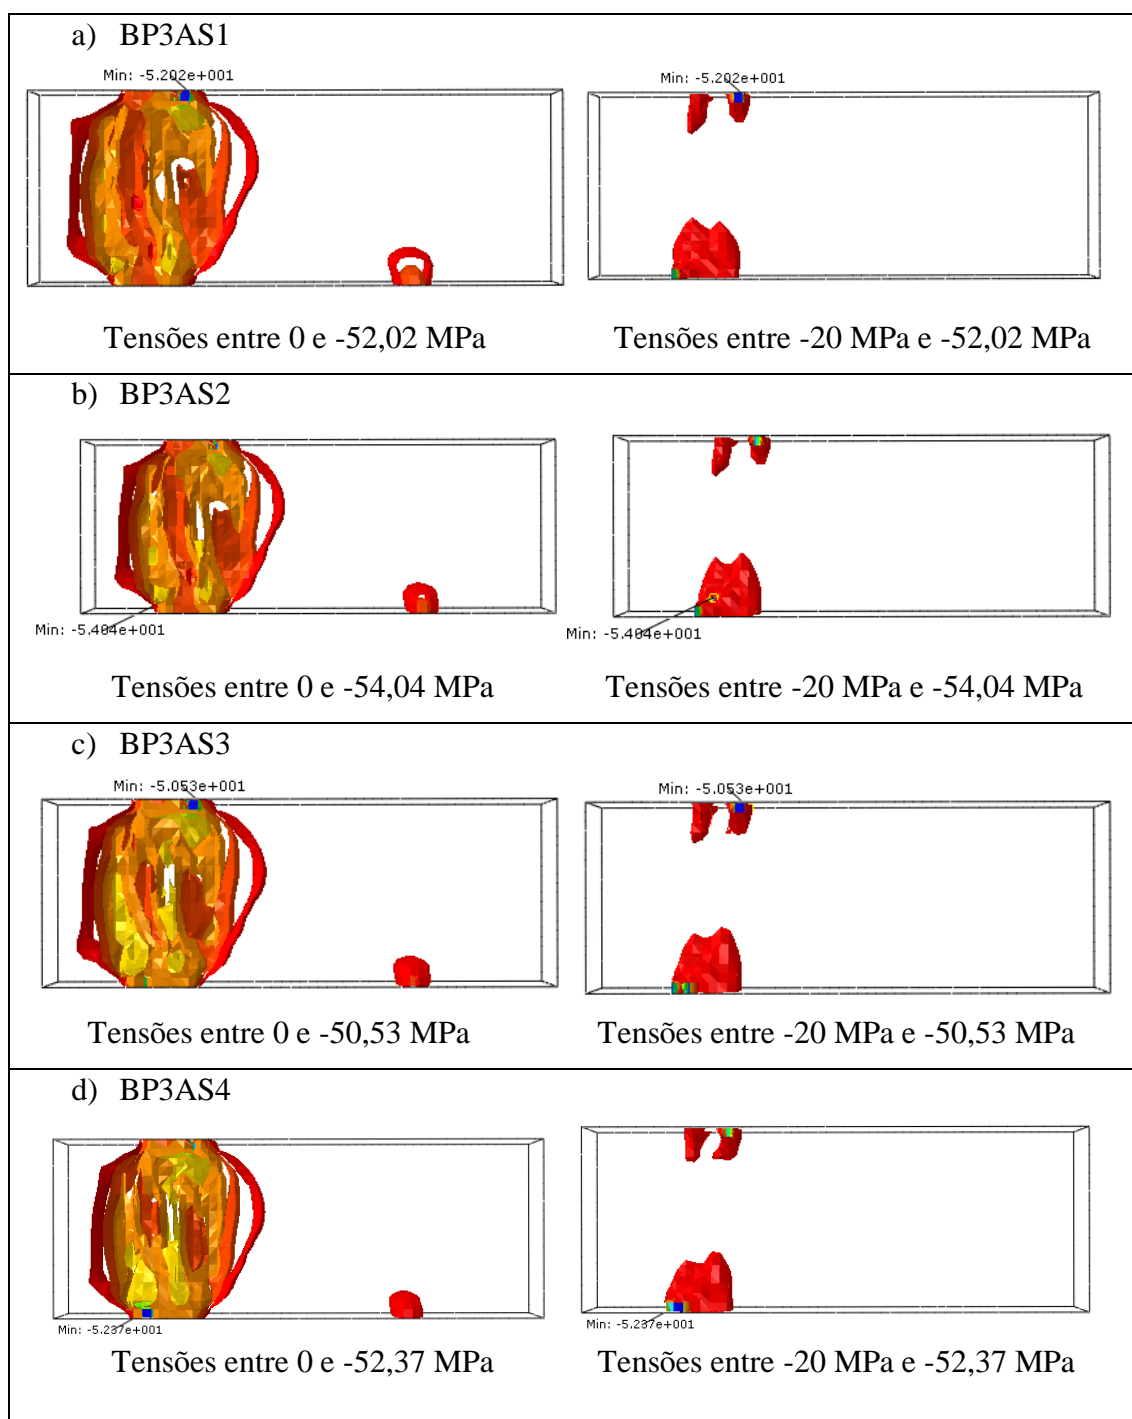 a) BP3AS1
Min: -5.202e+001
Min: -5.202e+001
Tensões entre 0 e -52,02 MPa
Tensões entre -20 MPa e -52,02 MPa
b) BP3AS2
Min: -5.404e+001
Min: -5.404e+001
Tensões entre 0 e -54,04 MPa
Tensões entre -20 MPa e -54,04 MPa
c) BP3AS3
Min: -5.053e+001
Min: -5.053e+001
Tensões entre 0 e -50,53 MPa
Tensões entre -20 MPa e -50,53 MPa
d) BP3AS4
Min: -5.237e+001
Min: -5.237e+001
Tensões entre 0 e -52,37 MPa
Tensões entre -20 MPa e -52,37 MPa